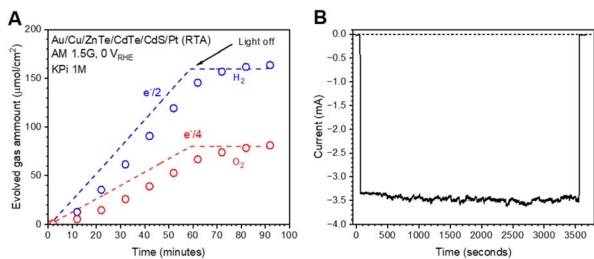 A
B
Au/Cu/ZnTe/CdTe/CdS/Pt (RTA)
AM 1.5G, 0 VRHE
KPi 1M
Light off
e-/2
H2
e-/4
O2
Evolved gas ammount (μmol/cm2)
200
150
100
50
0
0 10 20 30 40 50 60 70 80 90 100
Time (minutes)
Current (mA)
0.0
−0.5
−1.0
−1.5
−2.0
−2.5
−3.0
−3.5
−4.0
0 500 1000 1500 2000 2500 3000 3500
Time (seconds)